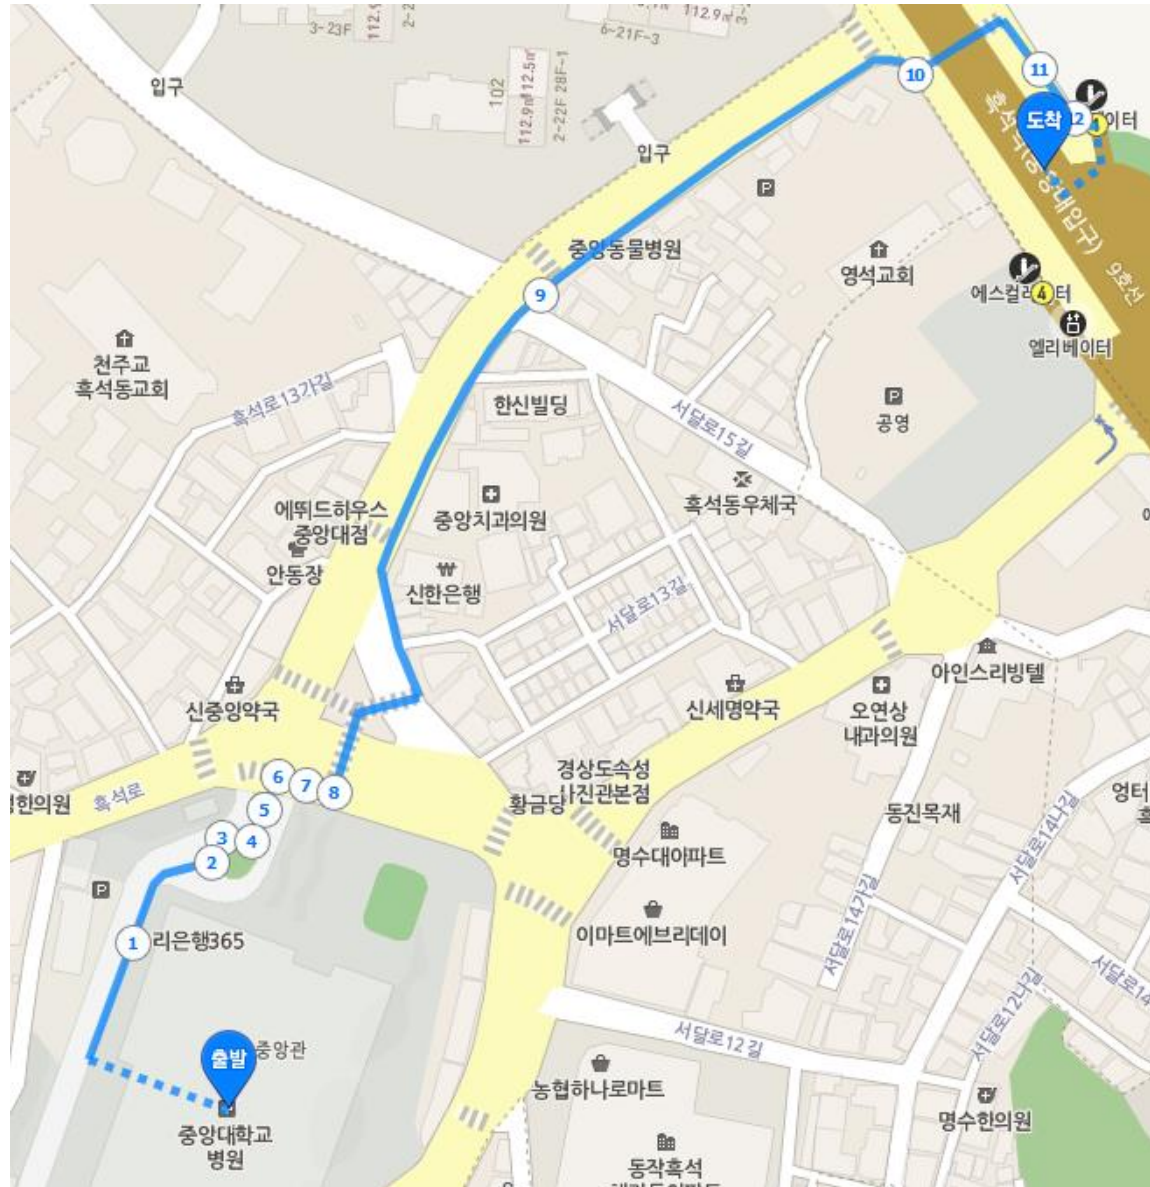 3-23F
112.9㎡
6-21F-3
입구
102
112.9㎡
112.5㎡
2-22F
28F-1
10
11
12
도착
흑석역(중앙대입구)
9호선
입구
중앙동물병원
영석교회
9
에스컬레이터
4
엘리베이터
천주교
흑석동교회
흑석로13가길
한신빌딩
공영
서달로15길
에뛰드하우스
중앙대점
중앙치과의원
흑석동우체국
안동장
신한은행
서달로13길
아인스리빙텔
신중앙약국
신세명약국
오연상
내과의원
흑석로
6
7
8
경상도속성
사진관본점
황금당
5
3
4
2
동진목재
명수대아파트
서달로14나길
1
리은행365
이마트에브리데이
서달로14가길
서달로14
서달로12나길
출발
중앙관
서달로12길
농협하나로마트
명수한의원
중앙대학교
병원
동작흑석